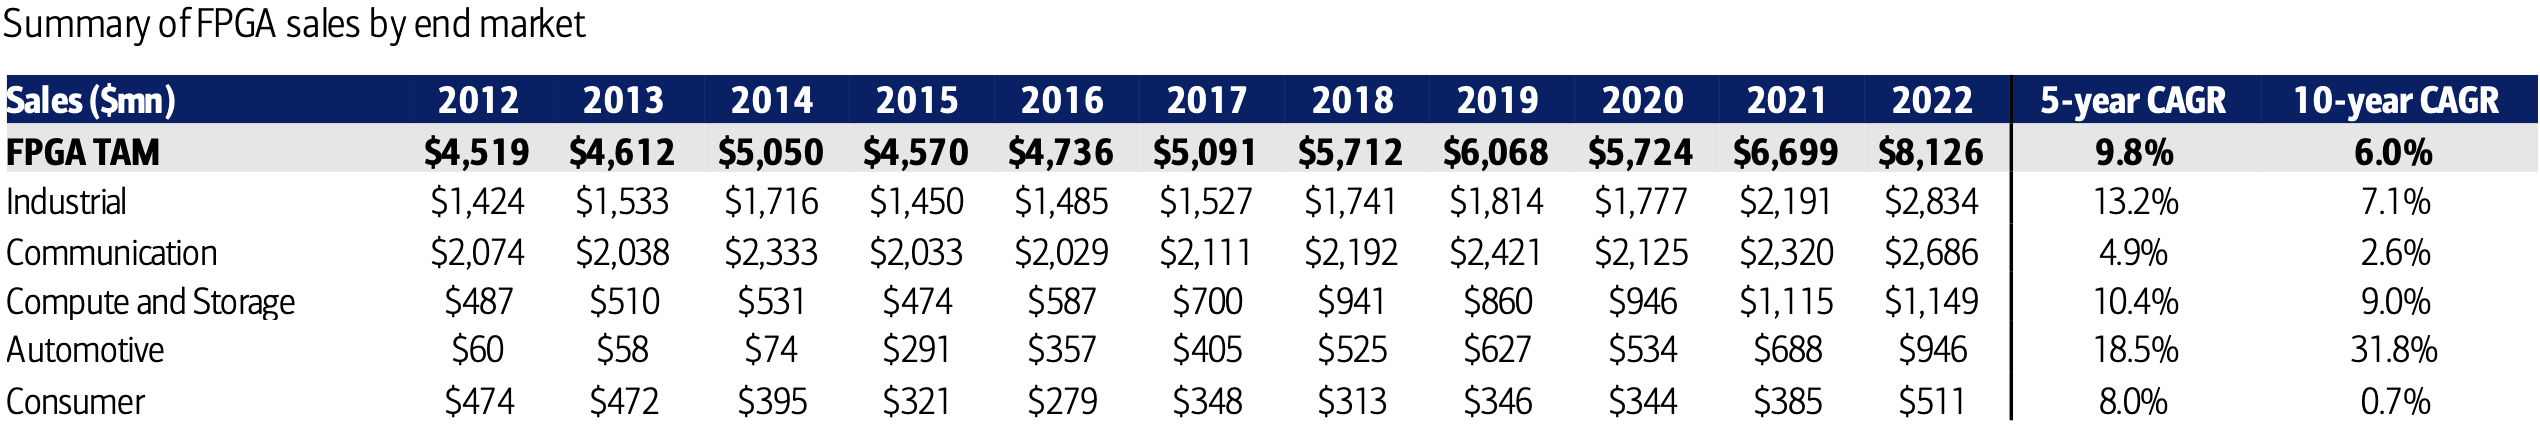 Summary of FPGA sales by end market
Sales ($mn) 2012 2013 2014 2015 2016 2017 2018 2019 2020 2021 2022 5-year CAGR 10-year CAGR
FPGA TAM $4,519 $4,612 $5,050 $4,570 $4,736 $5,091 $5,712 $6,068 $5,724 $6,699 $8,126 9.8% 6.0%
Industrial $1,424 $1,533 $1,716 $1,450 $1,485 $1,527 $1,741 $1,814 $1,777 $2,191 $2,834 13.2% 7.1%
Communication $2,074 $2,038 $2,333 $2,033 $2,029 $2,111 $2,192 $2,421 $2,125 $2,320 $2,686 4.9% 2.6%
Compute and Storage $487 $510 $531 $474 $587 $700 $941 $860 $946 $1,115 $1,149 10.4% 9.0%
Automotive $60 $58 $74 $291 $357 $405 $525 $627 $534 $688 $946 18.5% 31.8%
Consumer $474 $472 $395 $321 $279 $348 $313 $346 $344 $385 $511 8.0% 0.7%